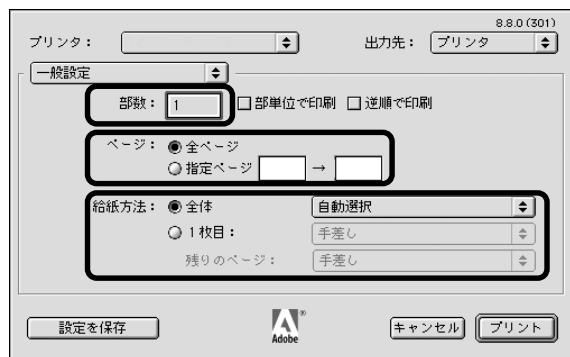 8.8.0 (301)
プリンタ： 出力先： プリンタ
一般設定
部数： 1 部単位で印刷 逆順で印刷
ページ： 全ページ
指定ページ →
給紙方法： 全体 自動選択
1 枚目： 手差し
残りのページ： 手差し
設定を保存 Adobe ® キャンセル プリント